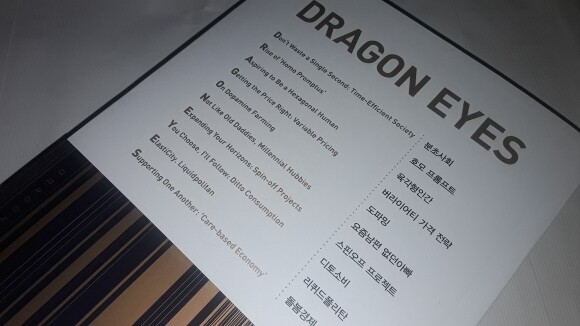 DRAGON EYES
Don't Waste a Single Second: Time-Efficient Society
Rise of 'Homo Promptus'
Aspiring to Be a Hexagonal Human
Getting the Price Right: Variable Pricing
On Dopamine Farming
Not Like Old Daddies, Millennial Hubbies
Expanding Your Horizons: Spin-off Projects
You Choose, I'll Follow: Ditto Consumption
ElastiCity. Liquidpolitan
Supporting One Another: 'Care-based Economy'
분초사회
호모 프롬프트
육각형인간
버라이어티 가격 전략
도파밍
요즘남편 없던아빠
스핀오프 프로젝트
디토소비
리퀴드폴리탄
돌봄경제